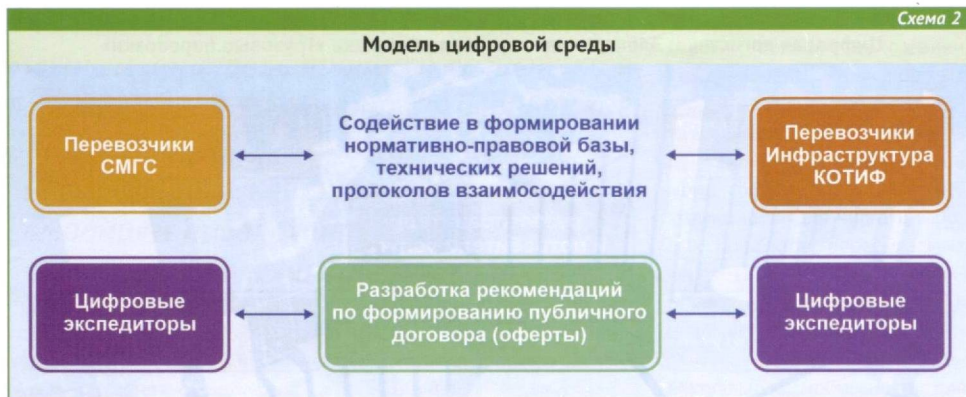 Схема 2
Модель цифровой среды
Перевозчики
СМГС
Содействие в формировании
нормативно-правовой базы,
технических решений,
протоколов взаимосодействия
Перевозчики
Инфраструктура
КОТИФ
Цифровые
экспедиторы
Разработка рекомендаций
по формированию публичного
договора (оферты)
Цифровые
экспедиторы